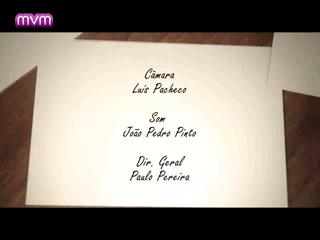 mvm
Câmara
Luís Pacheco
Som
João Pedro Pinto
Dir. Geral
Paulo Pereira